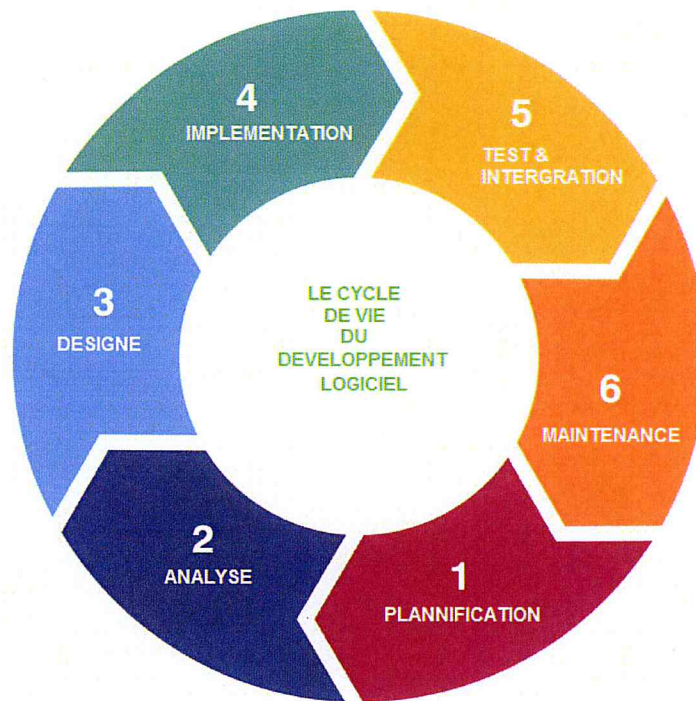 4
IMPLEMENTATION
5
TEST &
INTERGRATION
3
DESIGNE
LE CYCLE
DE VIE
DU
DEVELOPPEMENT
LOGICIEL
6
MAINTENANCE
2
ANALYSE
1
PLANNIFICATION